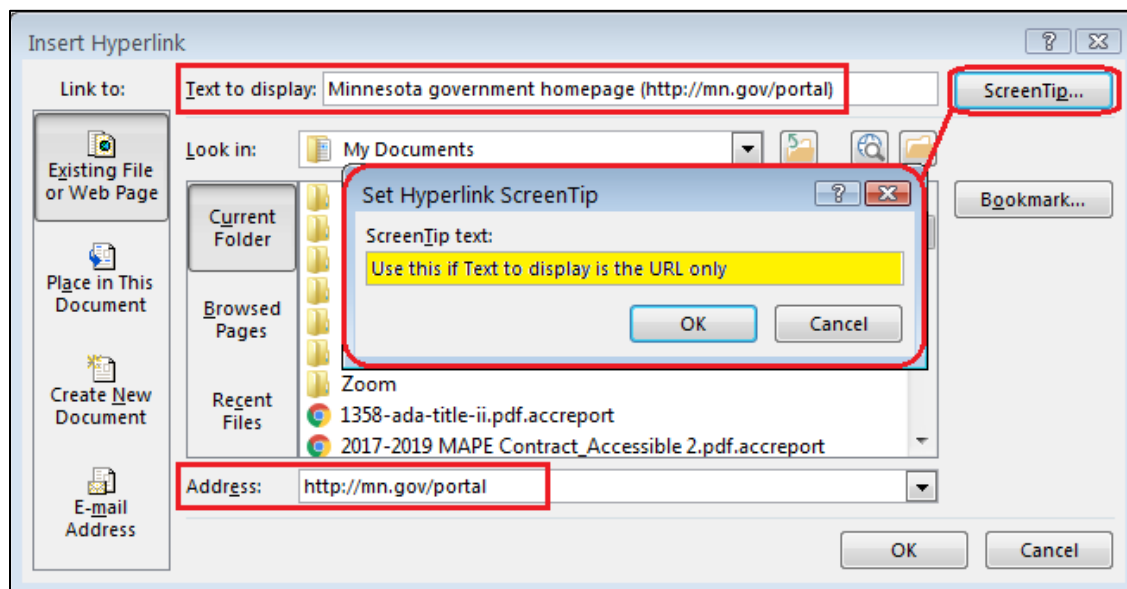 Insert Hyperlink
Link to:
Text to display: Minnesota government homepage (http://mn.gov/portal)
ScreenTip...
Existing File
or Web Page
Look in: My Documents
Set Hyperlink ScreenTip
ScreenTip text:
Use this if Text to display is the URL only
OK Cancel
Bookmark...
Current
Folder
Place in This
Document
Browsed
Pages
Create New
Document
Recent
Files
Zoom
1358-ada-title-ii.pdf.accreport
2017-2019 MAPE Contract_Accessible 2.pdf.accreport
E-mail
Address
Address: http://mn.gov/portal
OK Cancel